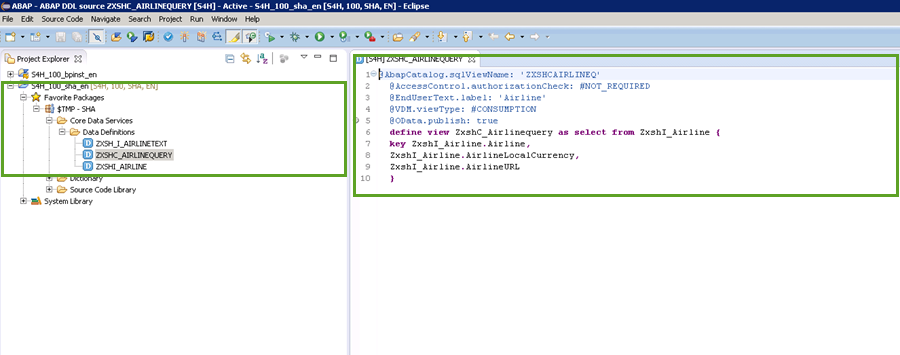 ABAP - ABAP DDL source ZXSHC_AIRLINEQUERY [S4H] - Active - S4H_100_sha_en [S4H, 100, SHA, EN] - Eclipse
File Edit Source Code Navigate Search Project Run Window Help
Project Explorer
S4H_100_bpinst_en
S4H_100_sha_en [S4H, 100, SHA, EN]
Favorite Packages
$TMP - SHA
Core Data Services
Data Definitions
ZXSH_I_AIRLINETEXT
ZXSHC_AIRLINEQUERY
ZXSHI_AIRLINE
Dictionary
Source Code Library
System Library
[S4H] ZXSHC_AIRLINEQUERY
1 @AbapCatalog.sqlViewName: 'ZXSHCAIRLINEQ'
2 @AccessControl.authorizationCheck: #NOT_REQUIRED
3 @EndUserText.label: 'Airline'
4 @VDM.viewType: #CONSUMPTION
5 @OData.publish: true
6 define view ZxshC_Airlinequery as select from ZxshI_Airline {
7 key ZxshI_Airline.Airline,
8 ZxshI_Airline.AirlineLocalCurrency,
9 ZxshI_Airline.AirlineURL
10 }